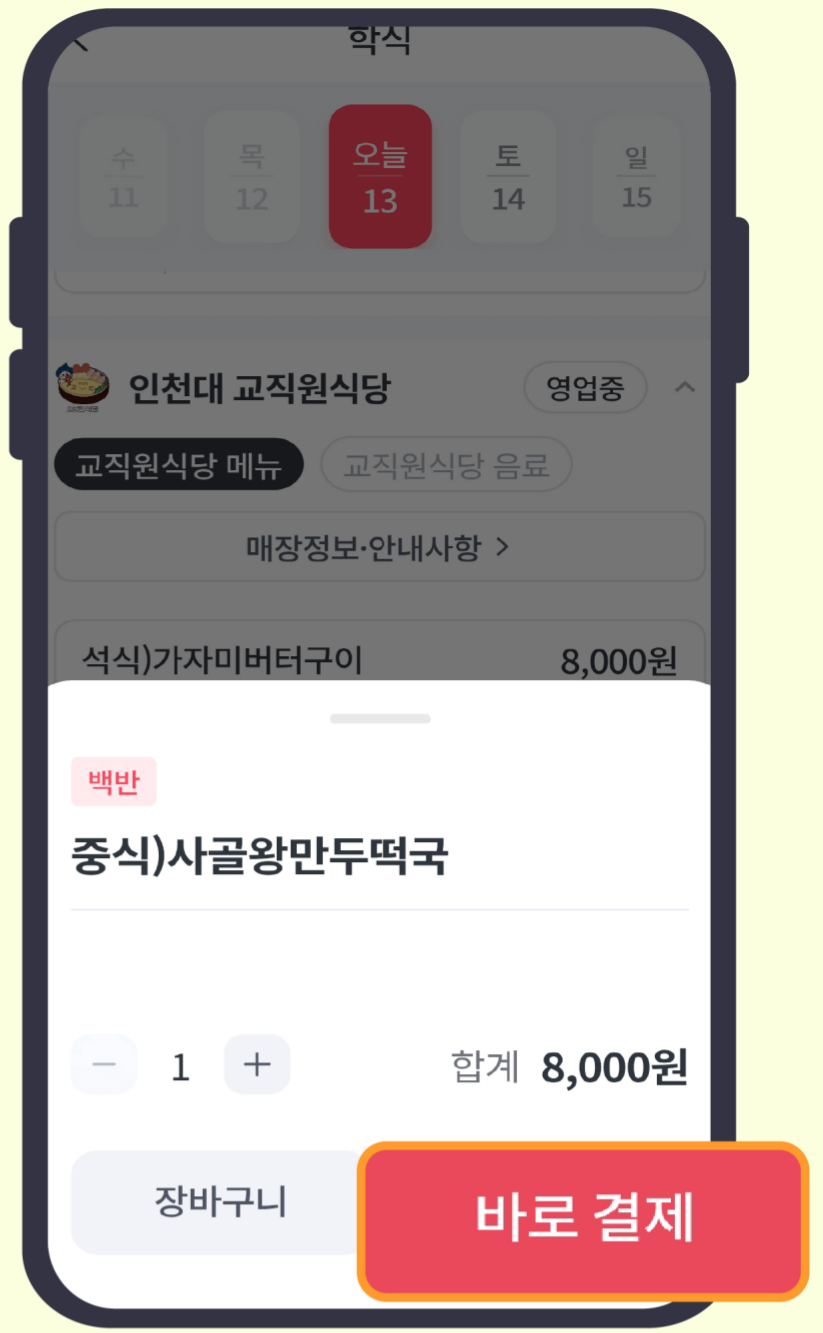 학식
수 목 오늘 토 일
11 12 13 14 15
인천대 교직원식당 영업중
교직원식당 메뉴 교직원식당 음료
매장정보·안내사항 >
석식)가자미버터구이 8,000원
백반
중식)사골왕만두떡국
− 1 + 합계 8,000원
장바구니 바로 결제